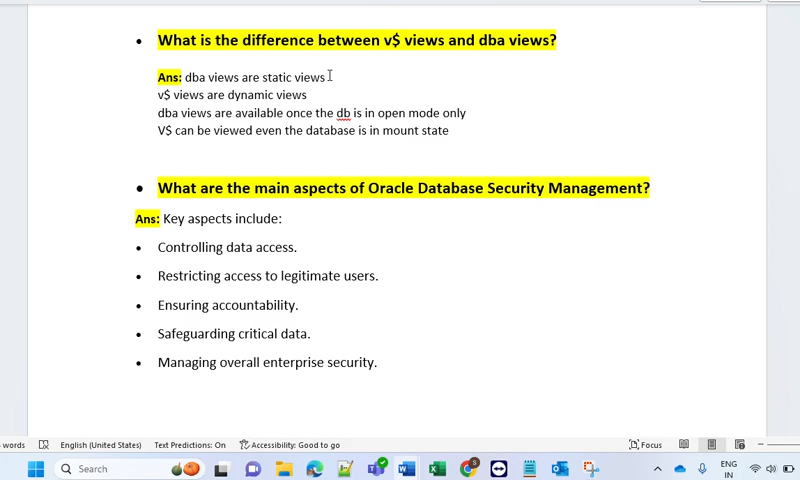 • What is the difference between v$ views and dba views?
Ans: dba views are static views
v$ views are dynamic views
dba views are available once the db is in open mode only
V$ can be viewed even the database is in mount state
• What are the main aspects of Oracle Database Security Management?
Ans: Key aspects include:
• Controlling data access.
• Restricting access to legitimate users.
• Ensuring accountability.
• Safeguarding critical data.
• Managing overall enterprise security.
words English (United States) Text Predictions: On Accessibility: Good to go Focus
Search
ENG
IN